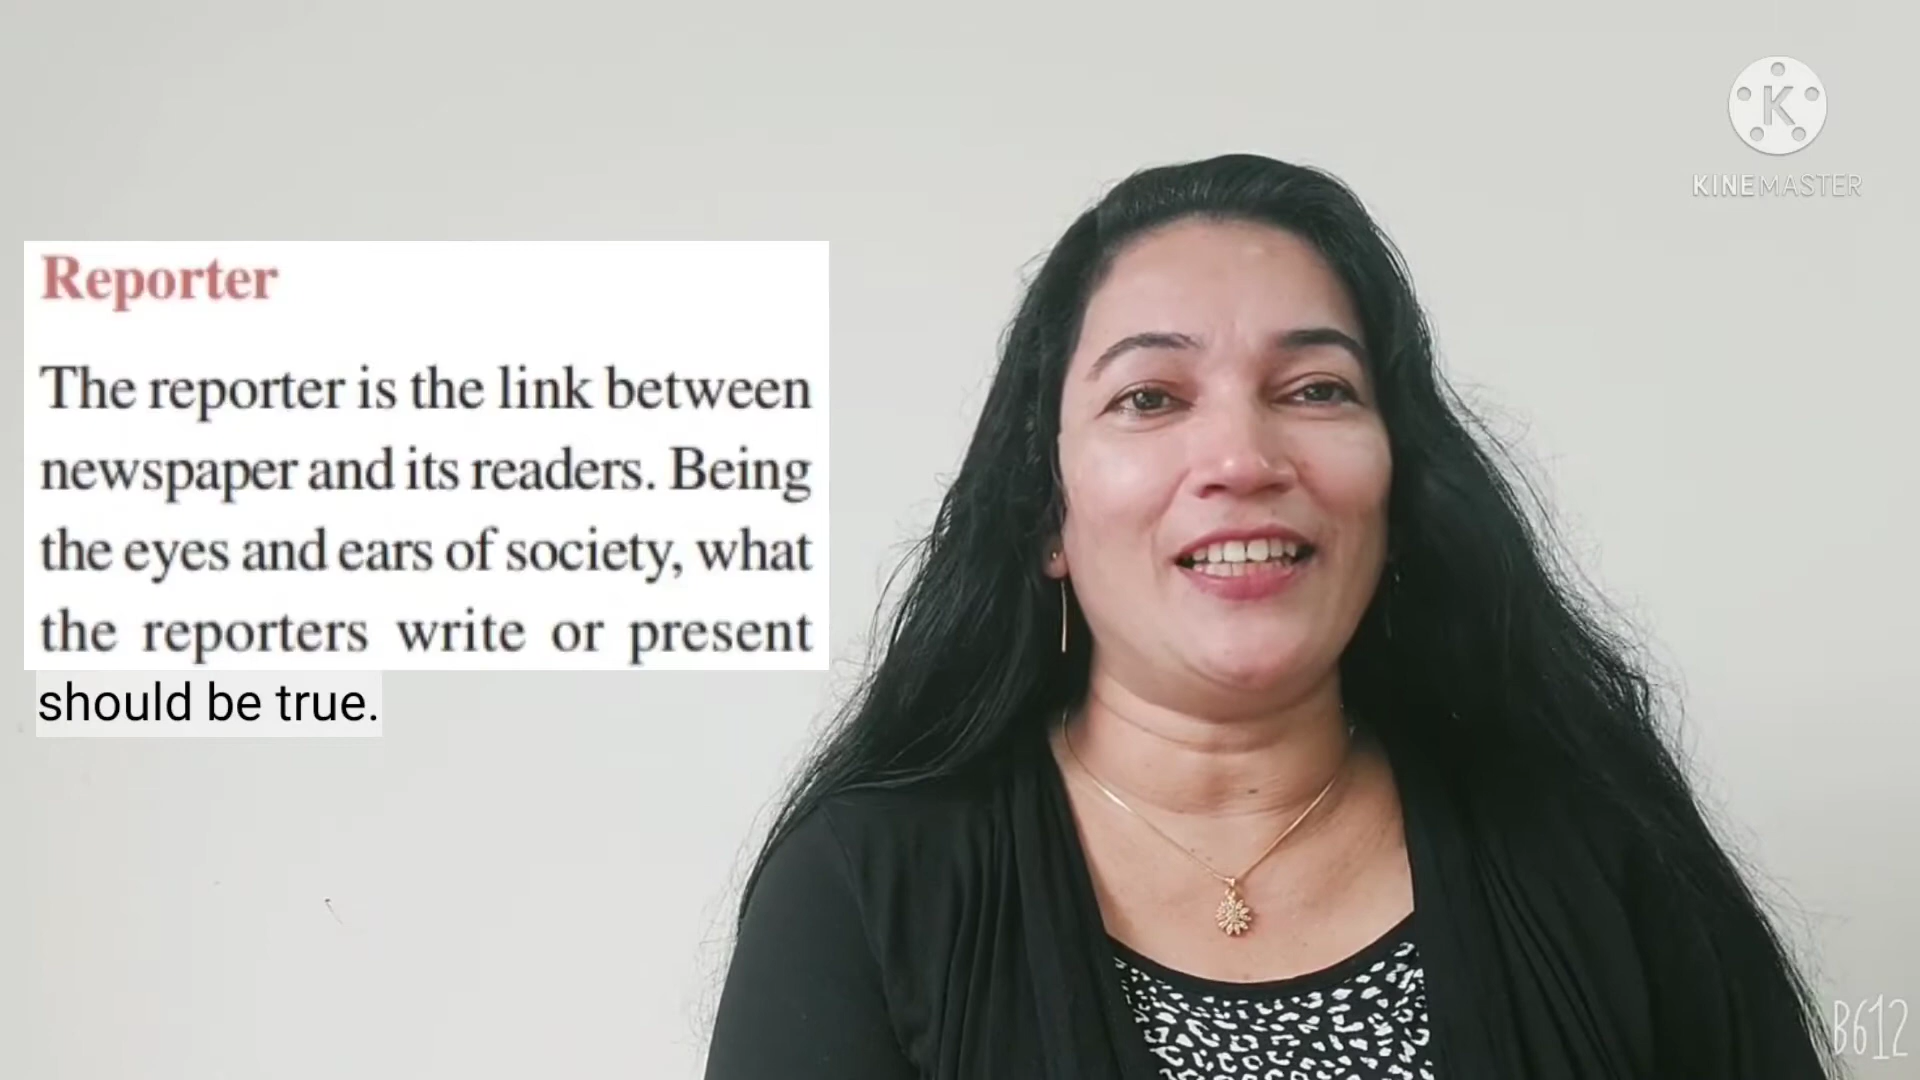 Reporter
The reporter is the link between
newspaper and its readers. Being
the eyes and ears of society, what
the reporters write or present
should be true.
K
KINEMASTER
B612